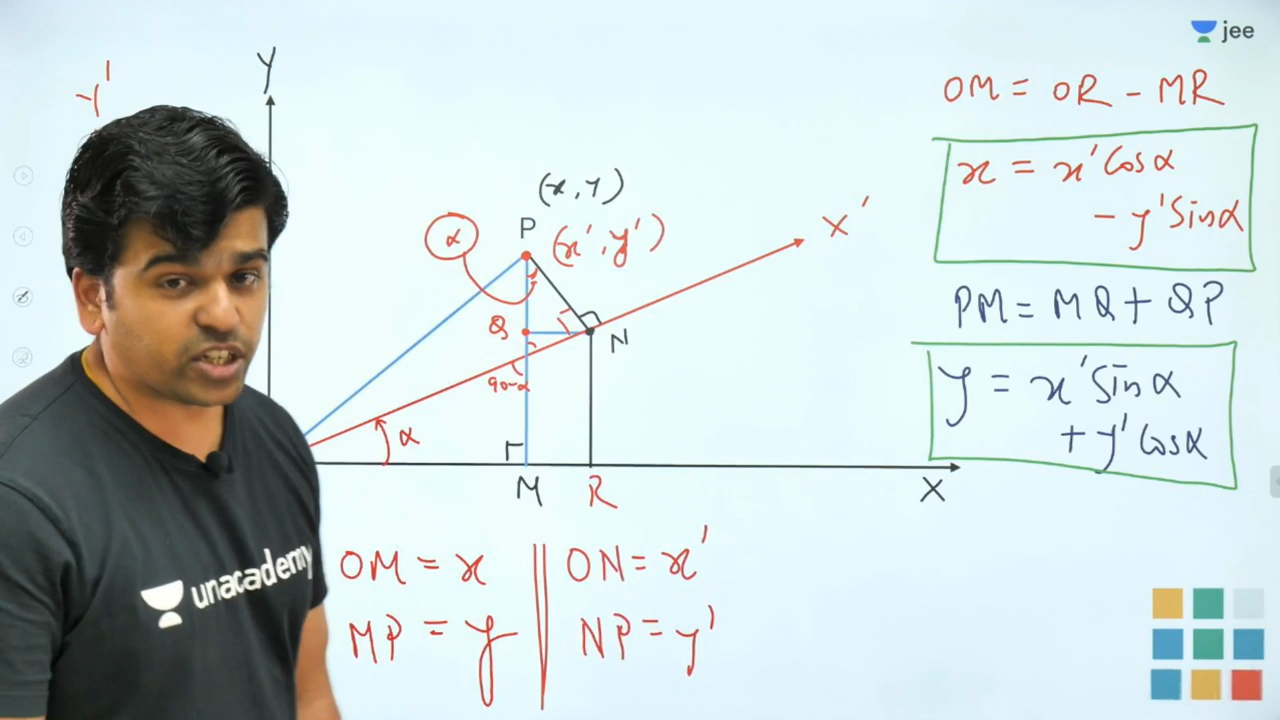 jee
Y'
Y
OM = OR - MR
x = x' Cos α
- y' Sin α
(x, y)
P
α
(x', y')
X'
PM = MQ + QP
Q
N
y = x' Sin α
+ y' Cos α
90-α
α
M
R
X
OM = x
ON = x'
MP = y
NP = y'
unacademy